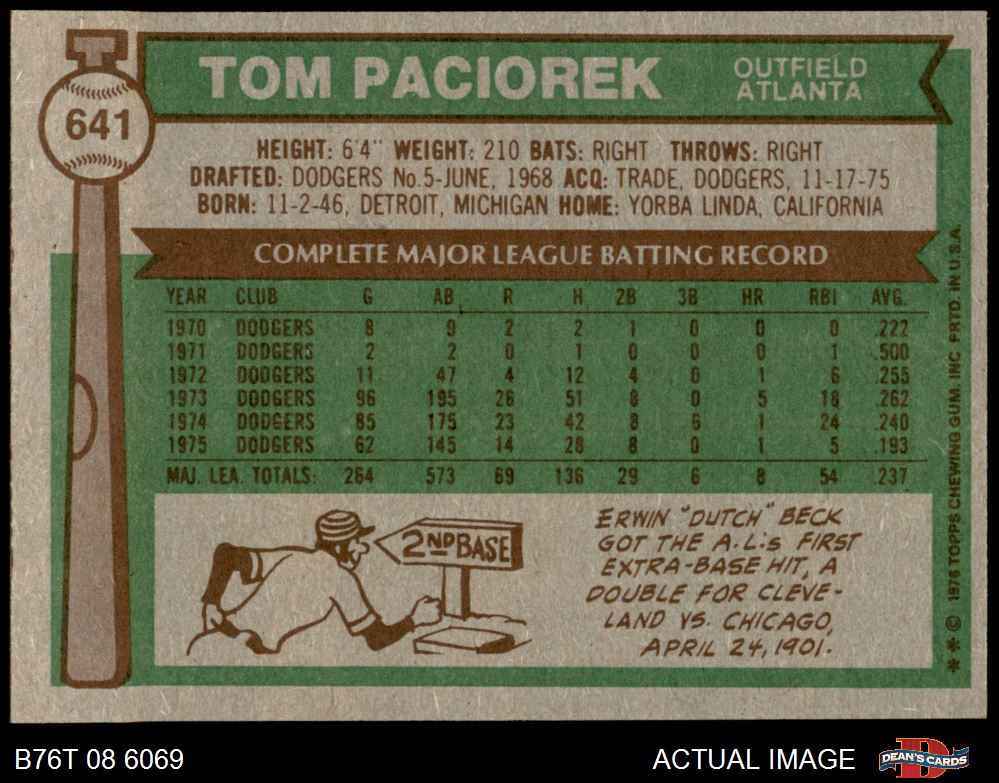 641
TOM PACIOREK
OUTFIELD
ATLANTA
HEIGHT: 6'4" WEIGHT: 210 BATS: RIGHT THROWS: RIGHT
DRAFTED: DODGERS No.5-JUNE, 1968 ACQ: TRADE, DODGERS, 11-17-75
BORN: 11-2-46, DETROIT, MICHIGAN HOME: YORBA LINDA, CALIFORNIA
COMPLETE MAJOR LEAGUE BATTING RECORD
YEAR CLUB G AB R H 2B 3B HR RBI AVG.
1970 DODGERS 8 9 2 2 1 0 0 0 .222
1971 DODGERS 2 2 0 1 0 0 0 1 .500
1972 DODGERS 11 47 4 12 4 0 1 6 .255
1973 DODGERS 96 195 26 51 8 0 5 18 .262
1974 DODGERS 85 175 23 42 8 6 1 24 .240
1975 DODGERS 62 145 14 28 8 0 1 5 .193
MAJ. LEA. TOTALS: 264 573 69 136 29 6 8 54 .237
2ND BASE
ERWIN "DUTCH" BECK
GOT THE A.L.'s FIRST
EXTRA-BASE HIT, A
DOUBLE FOR CLEVE-
LAND VS. CHICAGO,
APRIL 24, 1901.
** © 1976 TOPPS CHEWING GUM, INC. PRTD. IN U.S.A.
B76T 08 6069
ACTUAL IMAGE
DEAN'S CARDS